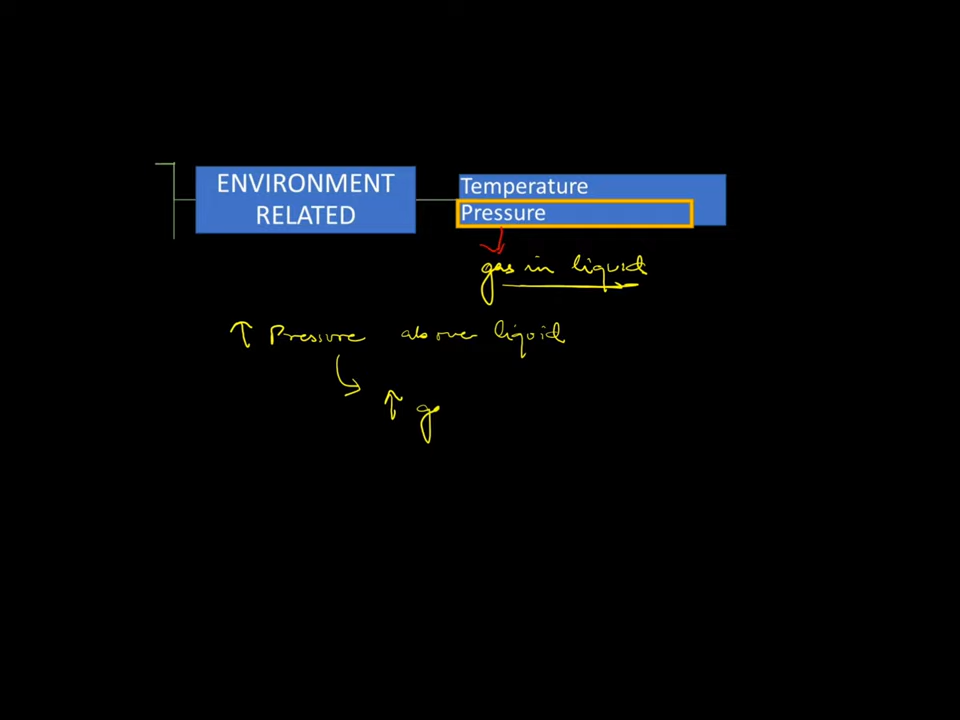 ENVIRONMENT
RELATED
Temperature
Pressure
gas in liquid
↑ Pressure above liquid
↑ g